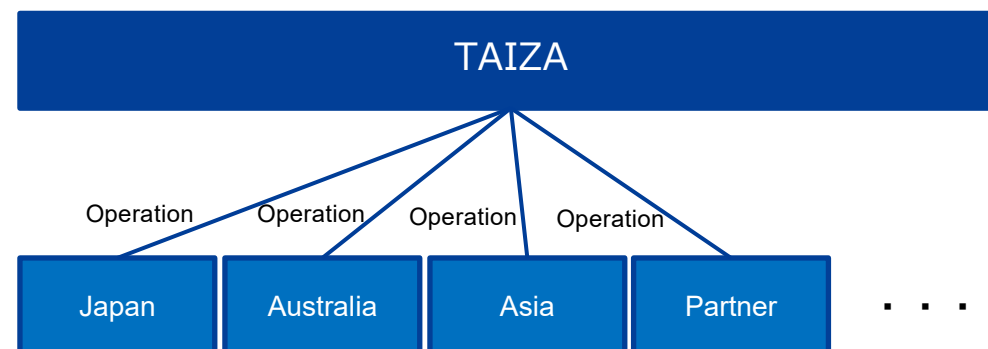 TAIZA
Operation Operation Operation Operation
Japan Australia Asia Partner . . .